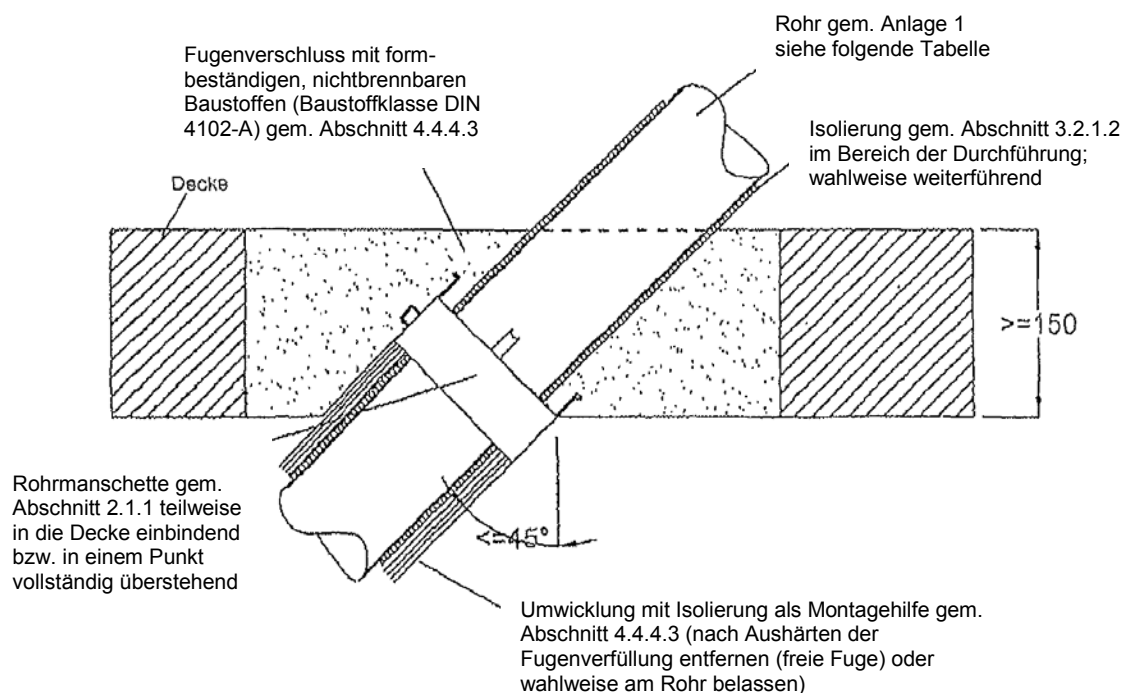 Rohr gem. Anlage 1
siehe folgende Tabelle
Fugenverschluss mit form-
beständigen, nichtbrennbaren
Baustoffen (Baustoffklasse DIN
4102-A) gem. Abschnitt 4.4.4.3
Isolierung gem. Abschnitt 3.2.1.2
im Bereich der Durchführung;
wahlweise weiterführend
Decke
>=150
Rohrmanschette gem.
Abschnitt 2.1.1 teilweise
in die Decke einbindend
bzw. in einem Punkt
vollständig überstehend
<=45°
Umwicklung mit Isolierung als Montagehilfe gem.
Abschnitt 4.4.4.3 (nach Aushärten der
Fugenverfüllung entfernen (freie Fuge) oder
wahlweise am Rohr belassen)